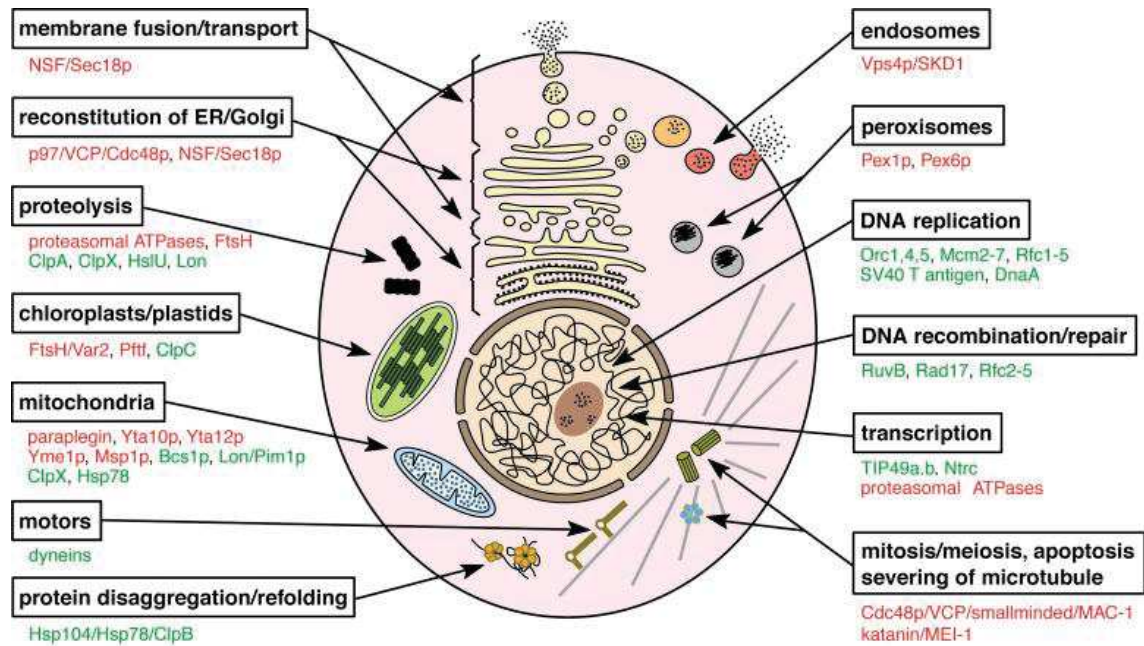 membrane fusion/transport
NSF/Sec18p
reconstitution of ER/Golgi
p97/VCP/Cdc48p, NSF/Sec18p
proteolysis
proteasomal ATPases, FtsH
ClpA, ClpX, HslU, Lon
chloroplasts/plastids
FtsH/Var2, Pftf, ClpC
mitochondria
paraplegin, Yta10p, Yta12p
Yme1p, Msp1p, Bcs1p, Lon/Pim1p
ClpX, Hsp78
motors
dyneins
protein disaggregation/refolding
Hsp104/Hsp78/ClpB
endosomes
Vps4p/SKD1
peroxisomes
Pex1p, Pex6p
DNA replication
Orc1,4,5, Mcm2-7, Rfc1-5
SV40 T antigen, DnaA
DNA recombination/repair
RuvB, Rad17, Rfc2-5
transcription
TIP49a.b, Ntrc
proteasomal ATPases
mitosis/meiosis, apoptosis
severing of microtubule
Cdc48p/VCP/smallminded/MAC-1
katanin/MEI-1